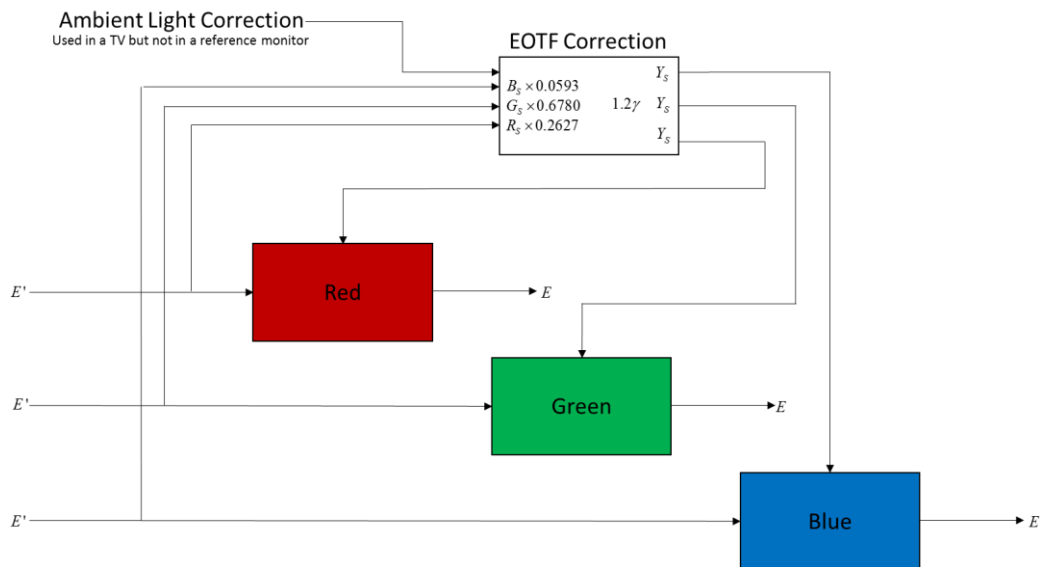 Ambient Light Correction
Used in a TV but not in a reference monitor
EOTF Correction
B_S × 0.0593
G_S × 0.6780
R_S × 0.2627
1.2γ
Y_S
Y_S
Y_S
E'
Red
E
E'
Green
E
E'
Blue
E